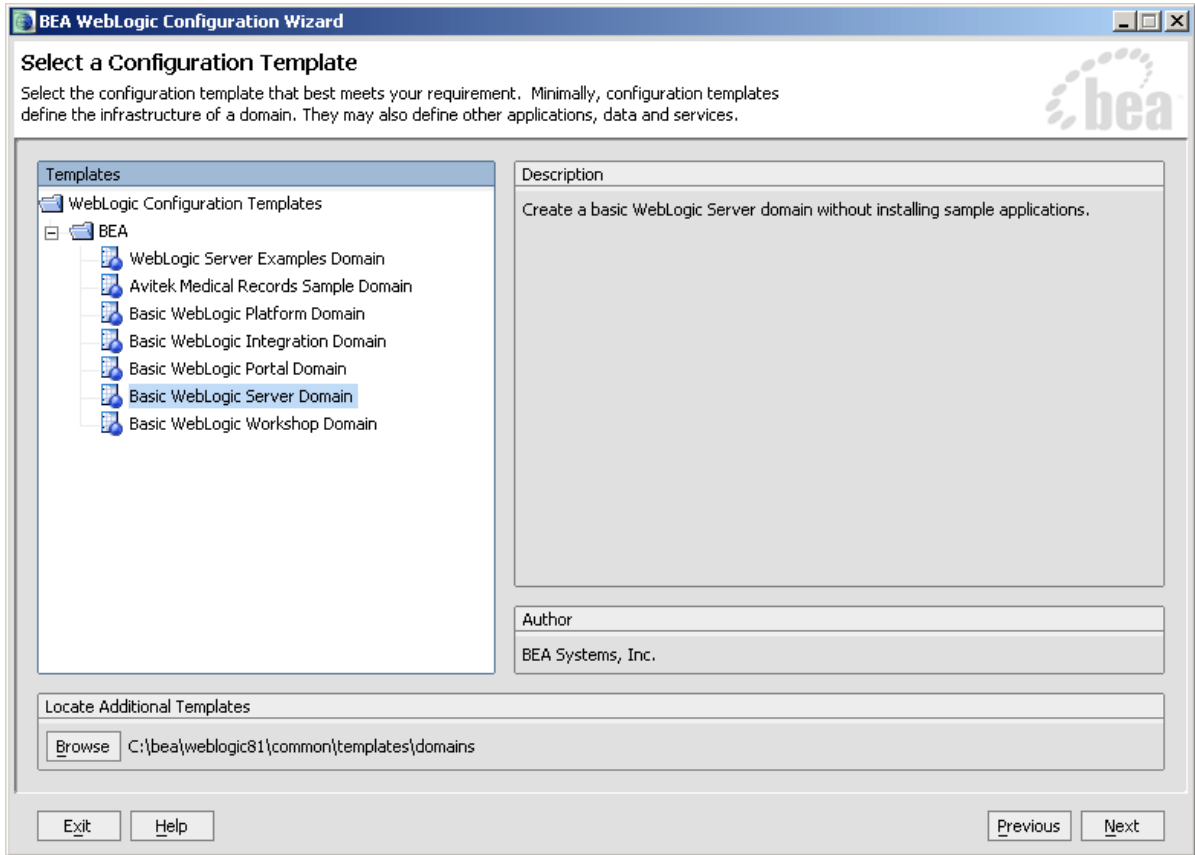 BEA WebLogic Configuration Wizard
Select a Configuration Template
Select the configuration template that best meets your requirement.  Minimally, configuration templates
define the infrastructure of a domain. They may also define other applications, data and services.
bea
Templates
WebLogic Configuration Templates
BEA
WebLogic Server Examples Domain
Avitek Medical Records Sample Domain
Basic WebLogic Platform Domain
Basic WebLogic Integration Domain
Basic WebLogic Portal Domain
Basic WebLogic Server Domain
Basic WebLogic Workshop Domain
Description
Create a basic WebLogic Server domain without installing sample applications.
Author
BEA Systems, Inc.
Locate Additional Templates
Browse C:\bea\weblogic81\common\templates\domains
Exit Help Previous Next